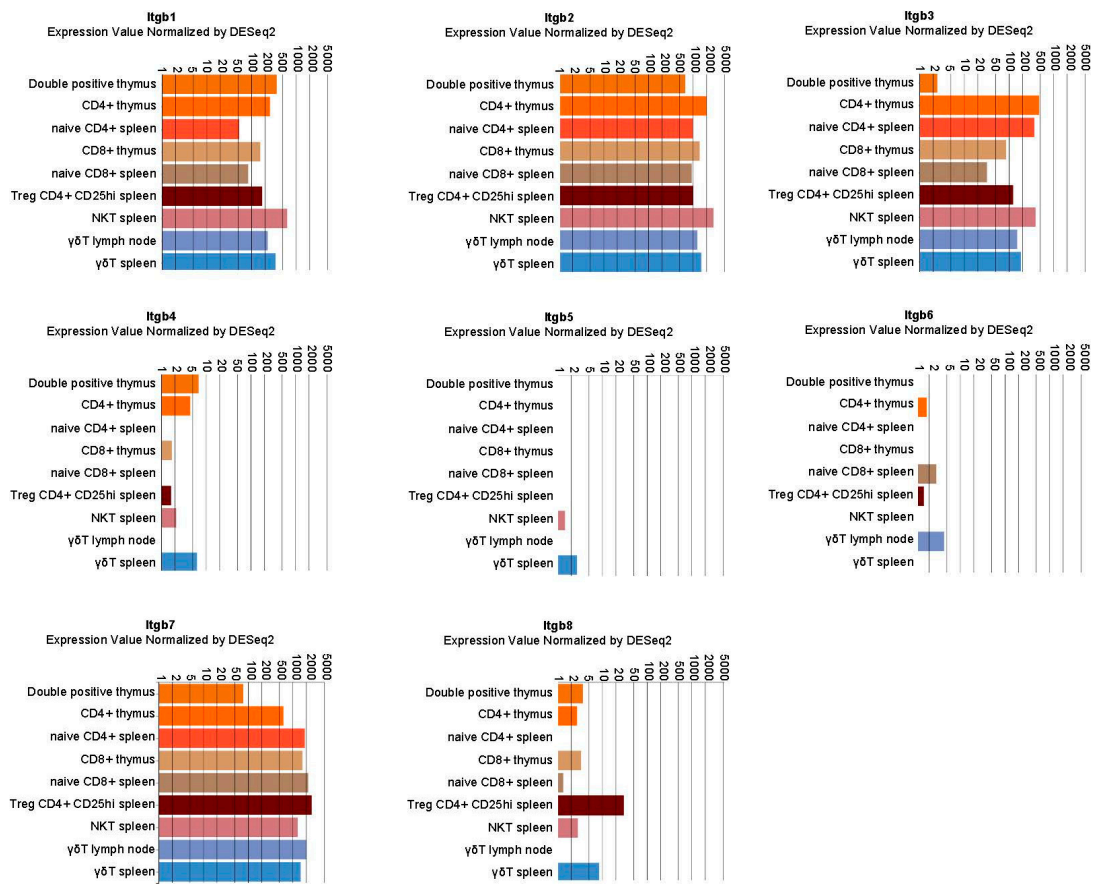 Itgb1
Expression Value Normalized by DESeq2
1 2 5 10 20 50 100 200 500 1000 2000 5000
Double positive thymus
CD4+ thymus
naive CD4+ spleen
CD8+ thymus
naive CD8+ spleen
Treg CD4+ CD25hi spleen
NKT spleen
γδT lymph node
γδT spleen
Itgb2
Expression Value Normalized by DESeq2
1 2 5 10 20 50 100 200 500 1000 2000 5000
Double positive thymus
CD4+ thymus
naive CD4+ spleen
CD8+ thymus
naive CD8+ spleen
Treg CD4+ CD25hi spleen
NKT spleen
γδT lymph node
γδT spleen
Itgb3
Expression Value Normalized by DESeq2
1 2 5 10 20 50 100 200 500 1000 2000 5000
Double positive thymus
CD4+ thymus
naive CD4+ spleen
CD8+ thymus
naive CD8+ spleen
Treg CD4+ CD25hi spleen
NKT spleen
γδT lymph node
γδT spleen
Itgb4
Expression Value Normalized by DESeq2
1 2 5 10 20 50 100 200 500 1000 2000 5000
Double positive thymus
CD4+ thymus
naive CD4+ spleen
CD8+ thymus
naive CD8+ spleen
Treg CD4+ CD25hi spleen
NKT spleen
γδT lymph node
γδT spleen
Itgb5
Expression Value Normalized by DESeq2
1 2 5 10 20 50 100 200 500 1000 2000 5000
Double positive thymus
CD4+ thymus
naive CD4+ spleen
CD8+ thymus
naive CD8+ spleen
Treg CD4+ CD25hi spleen
NKT spleen
γδT lymph node
γδT spleen
Itgb6
Expression Value Normalized by DESeq2
1 2 5 10 20 50 100 200 500 1000 2000 5000
Double positive thymus
CD4+ thymus
naive CD4+ spleen
CD8+ thymus
naive CD8+ spleen
Treg CD4+ CD25hi spleen
NKT spleen
γδT lymph node
γδT spleen
Itgb7
Expression Value Normalized by DESeq2
1 2 5 10 20 50 100 200 500 1000 2000 5000
Double positive thymus
CD4+ thymus
naive CD4+ spleen
CD8+ thymus
naive CD8+ spleen
Treg CD4+ CD25hi spleen
NKT spleen
γδT lymph node
γδT spleen
Itgb8
Expression Value Normalized by DESeq2
1 2 5 10 20 50 100 200 500 1000 2000 5000
Double positive thymus
CD4+ thymus
naive CD4+ spleen
CD8+ thymus
naive CD8+ spleen
Treg CD4+ CD25hi spleen
NKT spleen
γδT lymph node
γδT spleen